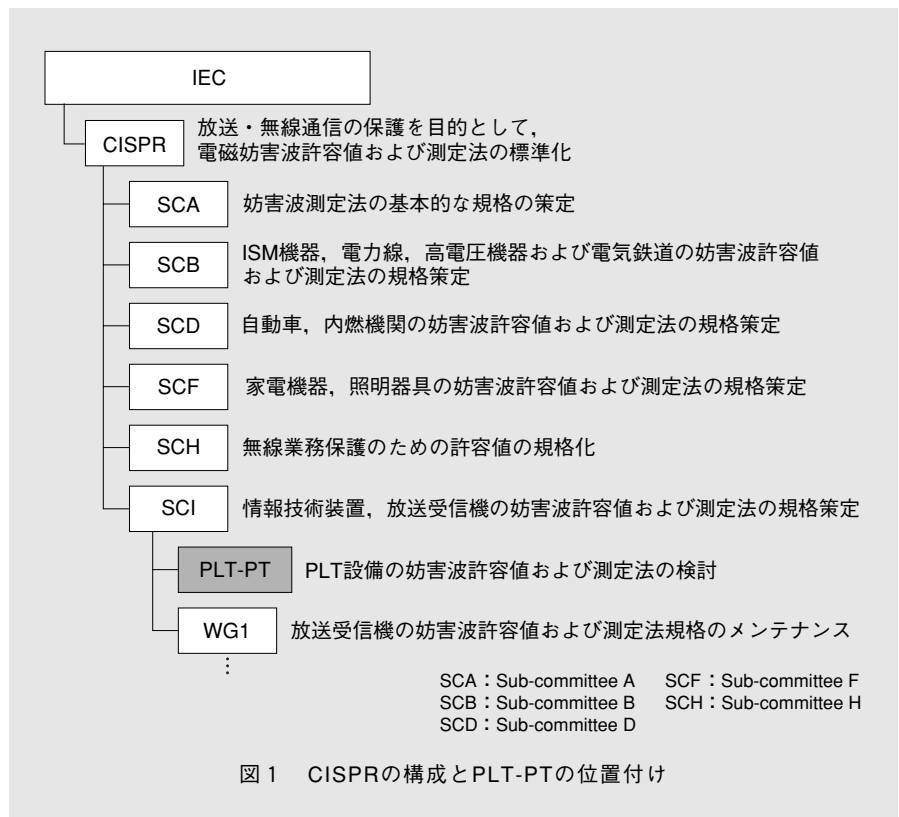 IEC
CISPR
放送・無線通信の保護を目的として，
電磁妨害波許容値および測定法の標準化
SCA
妨害波測定法の基本的な規格の策定
SCB
ISM機器，電力線，高電圧機器および電気鉄道の妨害波許容値
および測定法の規格策定
SCD
自動車，内燃機関の妨害波許容値および測定法の規格策定
SCF
家電機器，照明器具の妨害波許容値および測定法の規格策定
SCH
無線業務保護のための許容値の規格化
SCI
情報技術装置，放送受信機の妨害波許容値および測定法の規格策定
PLT-PT
PLT設備の妨害波許容値および測定法の検討
WG1
放送受信機の妨害波許容値および測定法規格のメンテナンス
⋮
SCA：Sub-committee A SCF：Sub-committee F
SCB：Sub-committee B SCH：Sub-committee H
SCD：Sub-committee D
図1 CISPRの構成とPLT-PTの位置付け